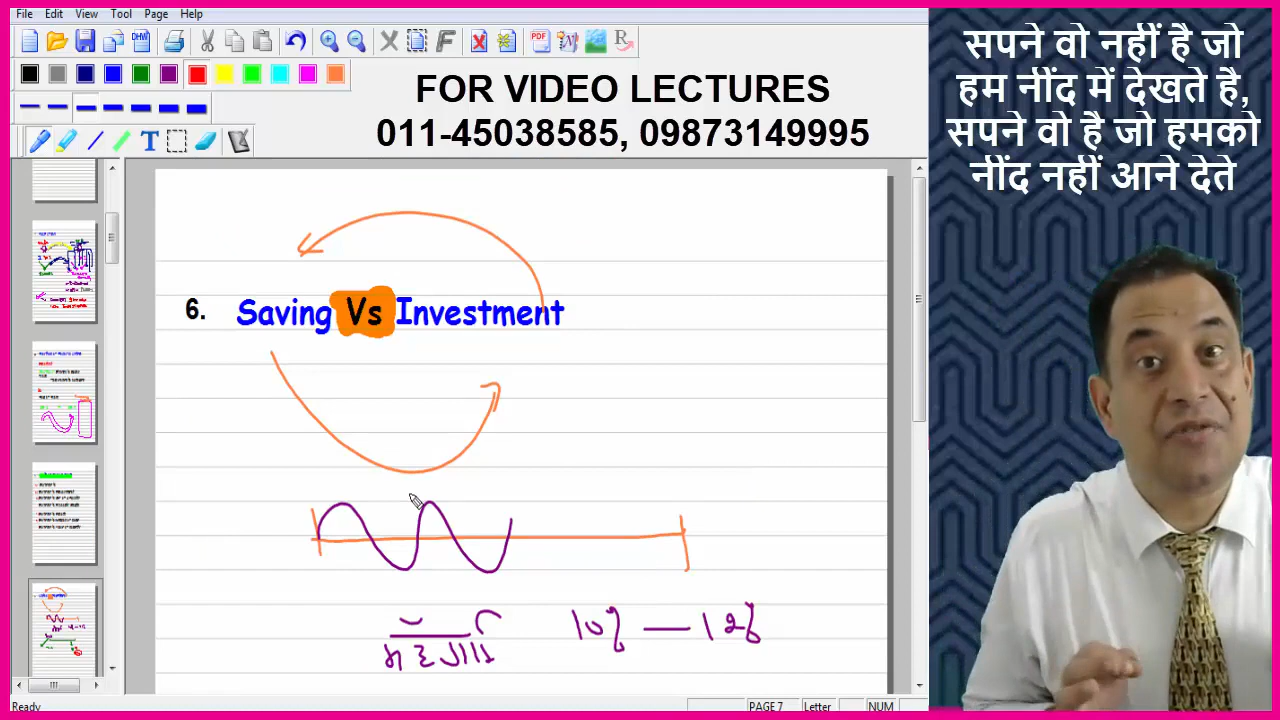 File Edit View Tool Page Help
FOR VIDEO LECTURES
011-45038585, 09873149995
6. Saving Vs Investment
10% — 12%
Ready
PAGE 7 Letter NUM
सपने वो नहीं है जो
हम नींद में देखते है,
सपने वो है जो हमको
नींद नहीं आने देते